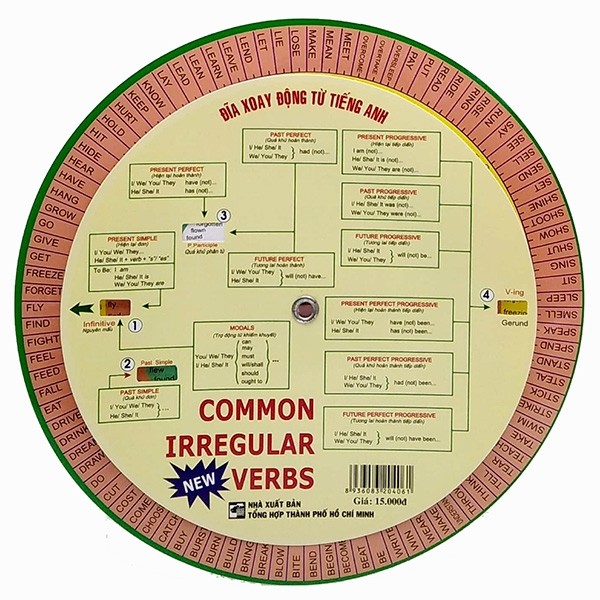 ĐĨA XOAY ĐỘNG TỪ TIẾNG ANH
PAST PERFECT
(Quá khứ hoàn thành)
I/ He/ She/ It
We/ You/ They
had (not)...
PRESENT PROGRESSIVE
(Hiện tại tiếp diễn)
I am (not)...
He/ She/ It is (not)...
We/ You/ They are (not)...
PRESENT PERFECT
(Hiện tại hoàn thành)
I/ We/ You/ They have (not)...
He/ She/ It has (not)...
PAST PROGRESSIVE
(Quá khứ tiếp diễn)
I/ He/ She/ It was (not)...
We/ You/ They were (not)...
3
flown
found
P. Participle
Quá khứ phân từ
PRESENT SIMPLE
(Hiện tại đơn)
I/ You/ We/ They...
He/ She/ It + verb + "s"/ "es"
To Be: I am
He/ She/ It is
We/ You/ They are
FUTURE PROGRESSIVE
(Tương lai tiếp diễn)
I/ He/ She/ It
We/ You/ They
will (not) be...
FUTURE PERFECT
(Tương lai hoàn thành)
I/ He/ She/ It
We/ You/ They
will (not) have...
fly
Infinitive
Nguyên mẫu
1
4
V-ing
freezing
Gerund
PRESENT PERFECT PROGRESSIVE
(Hiện tại hoàn thành tiếp diễn)
I/ We/ You/ They have (not) been...
He/ She/ It has (not) been...
MODALS
(Trợ động từ khiếm khuyết)
We/ You/ They
I/ He/ She/ It
can
may
must
will/shall
should
ought to
2
Past Simple
flew
found
PAST SIMPLE
(Quá khứ đơn)
I/ You/ We/ They
He/ She/ It
...
PAST PERFECT PROGRESSIVE
(Quá khứ hoàn thành tiếp diễn)
I/ He/ She/ It
We/ You/ They
had (not) been...
FUTURE PERFECT PROGRESSIVE
(Tương lai hoàn thành tiếp diễn)
I/ He/ She/ It
We/ You/ They
will (not) have been...
COMMON
IRREGULAR
VERBS
NEW
8 936083 204061
Giá: 15.000đ
NHÀ XUẤT BẢN
TỔNG HỢP THÀNH PHỐ HỒ CHÍ MINH
BE
BEAT
BECOME
BEGIN
BEND
BITE
BLOW
BREAK
BRING
BUILD
BURN
BURST
BUY
CATCH
CHOOSE
COME
COST
CUT
DO
DRAW
DREAM
DRINK
DRIVE
EAT
FALL
FEED
FEEL
FIGHT
FIND
FLY
FORGET
FREEZE
GET
GIVE
GO
GROW
HANG
HAVE
HEAR
HIDE
HIT
HOLD
HURT
KEEP
KNOW
LAY
LEAD
LEAN
LEARN
LEAVE
LEND
LET
LIE
LOSE
MAKE
MEAN
MEET
OVERCOME
OVERTAKE
OVERSLEEP
PAY
PUT
READ
RIDE
RING
RISE
RUN
SAY
SEE
SELL
SEND
SET
SHINE
SHOOT
SHOW
SHUT
SING
SIT
SLEEP
SMELL
SPEAK
SPEND
STAND
STEAL
STICK
STRIKE
SWIM
TAKE
TEACH
TEAR
TELL
THINK
THROW
UNDERSTAND
WAKE
WEAR
WIN
WRITE